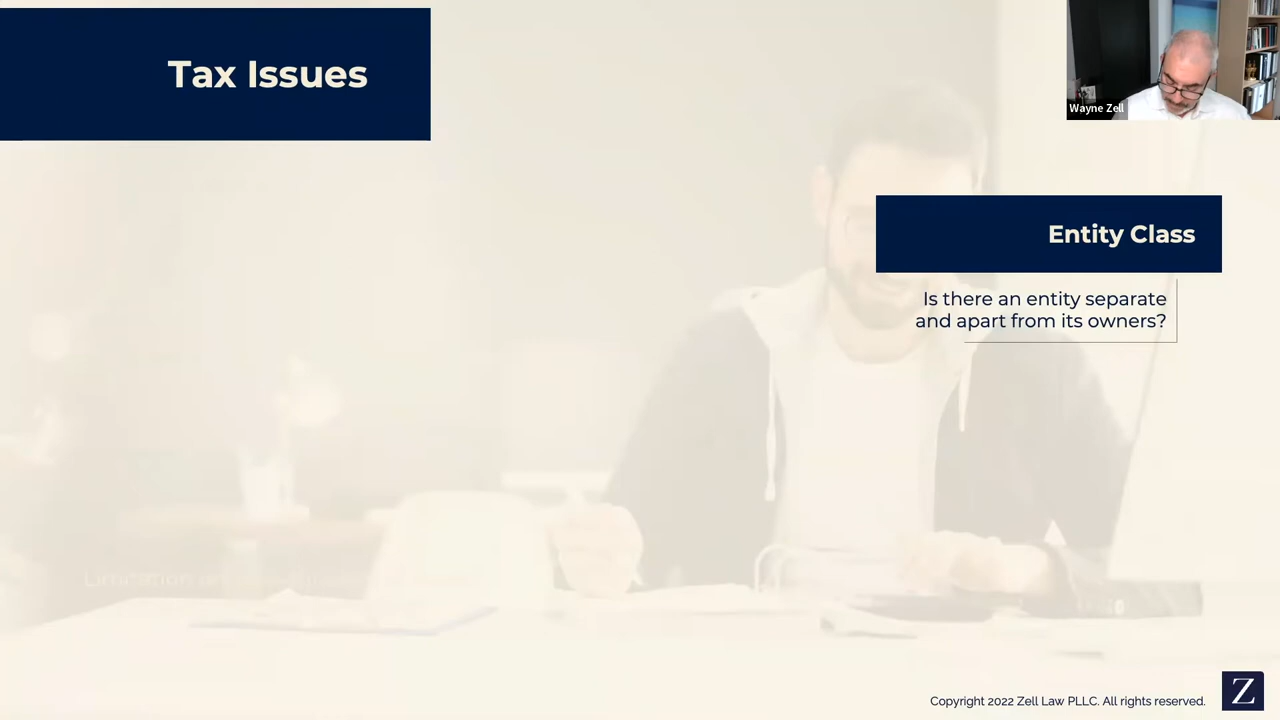 Tax Issues
Wayne Zell
Entity Class
Is there an entity separate
and apart from its owners?
Copyright 2022 Zell Law PLLC. All rights reserved.
Z